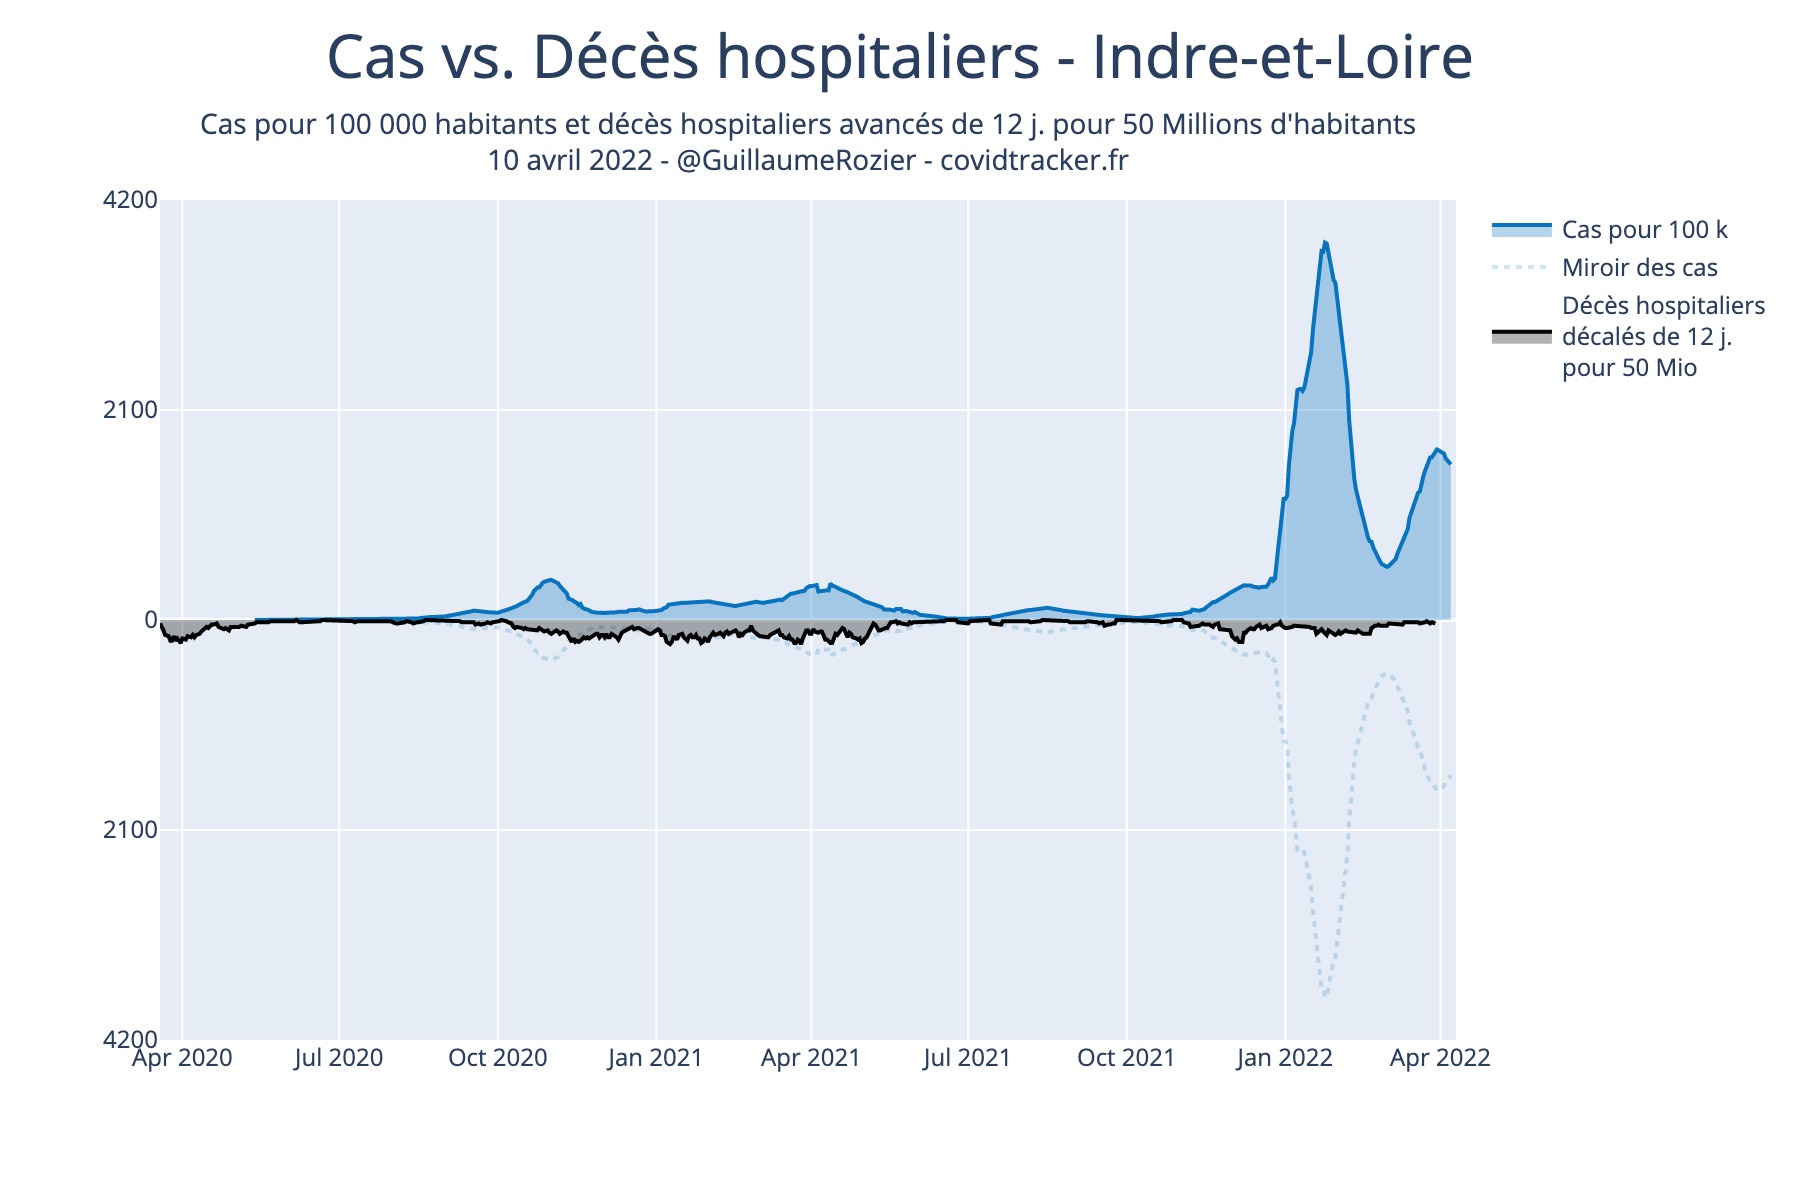 Cas vs. Décès hospitaliers - Indre-et-Loire
Cas pour 100 000 habitants et décès hospitaliers avancés de 12 j. pour 50 Millions d'habitants
10 avril 2022 - @GuillaumeRozier - covidtracker.fr
4200
2100
0
2100
4200
Apr 2020 Jul 2020 Oct 2020 Jan 2021 Apr 2021 Jul 2021 Oct 2021 Jan 2022 Apr 2022
Cas pour 100 k
Miroir des cas
Décès hospitaliers
décalés de 12 j.
pour 50 Mio